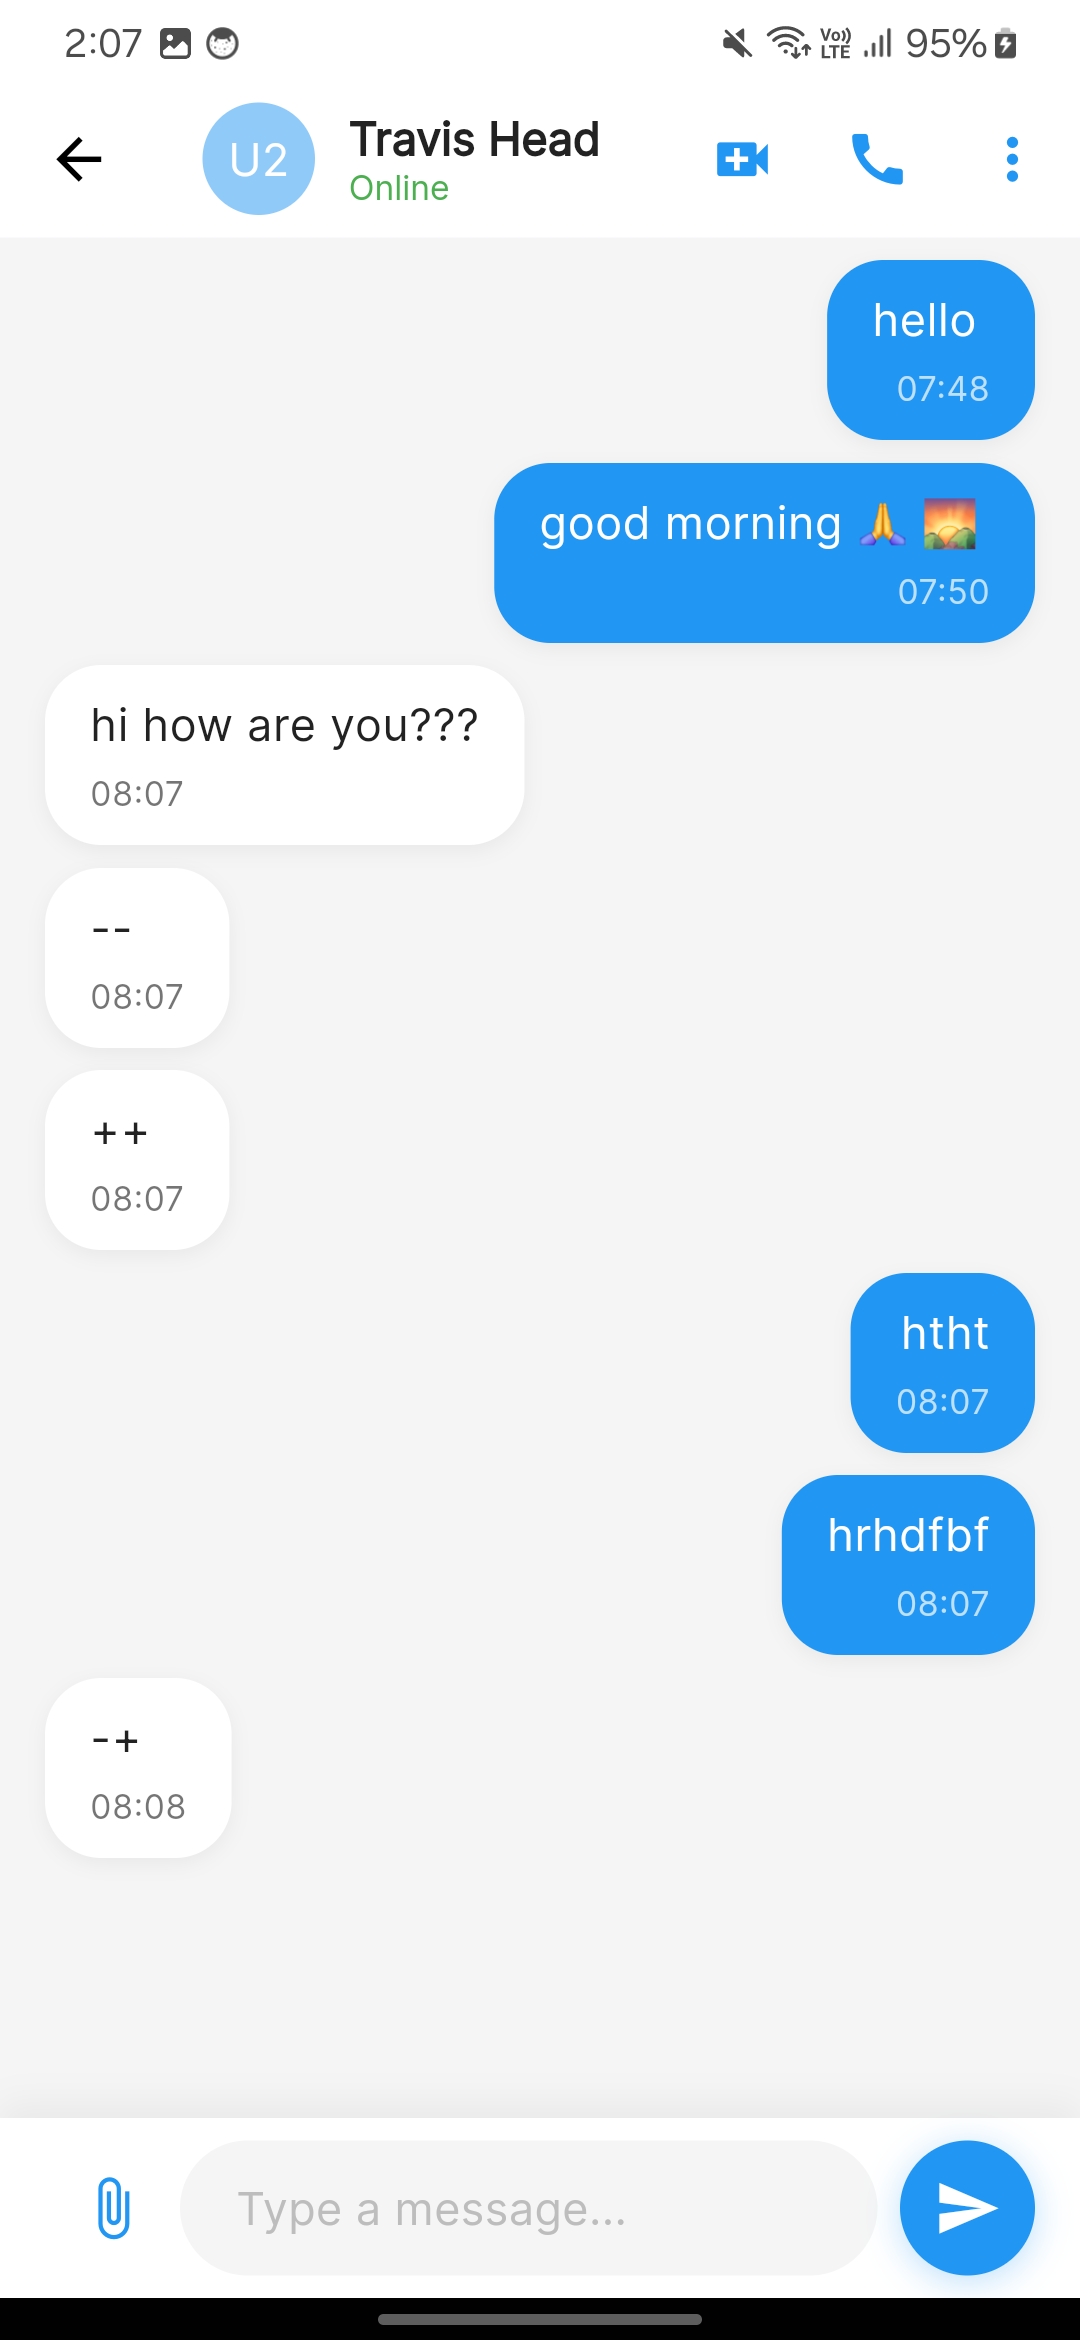 2:07 Vo)) LTE 95%
U2 Travis Head
Online
hello
07:48
good morning 🙏 🌄
07:50
hi how are you???
08:07
--
08:07
++
08:07
htht
08:07
hrhdfbf
08:07
-+
08:08
Type a message...